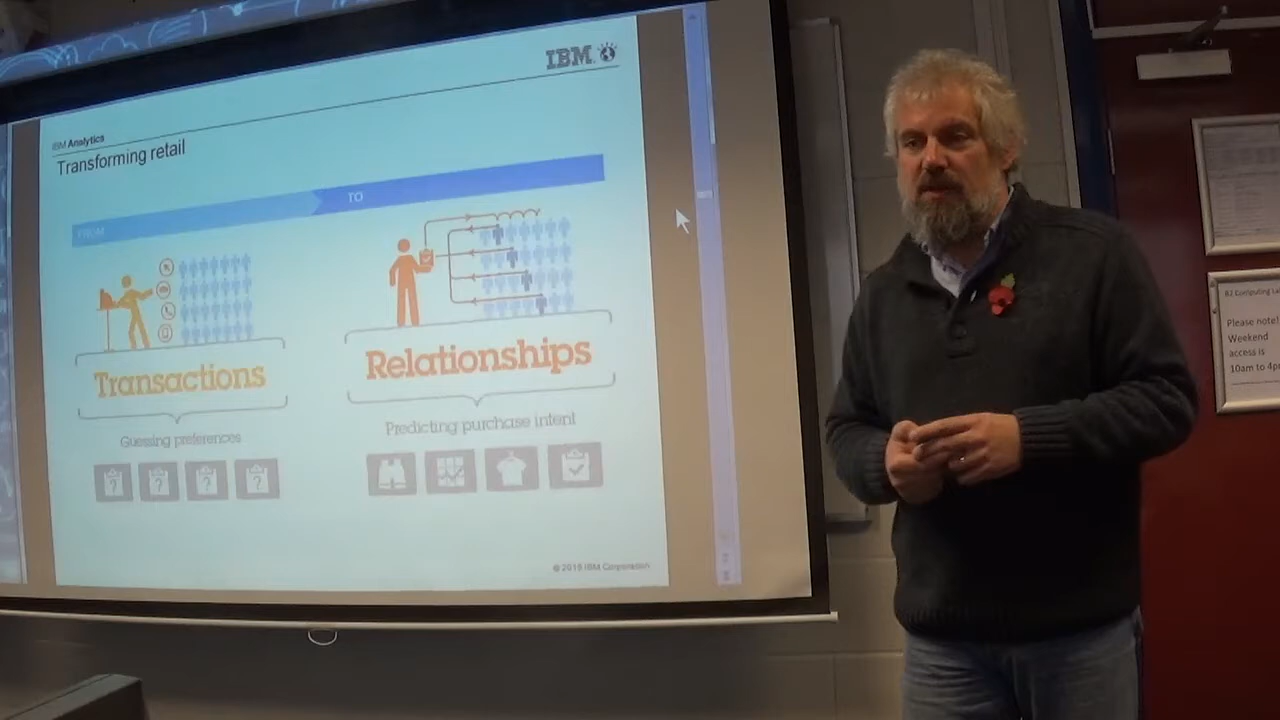 IBM
IBM Analytics
Transforming retail
FROM
TO
Transactions
Relationships
Guessing preferences
Predicting purchase intent
? ? ? ?
© 2015 IBM Corporation
Please note!
Weekend
access is
10am to 4p